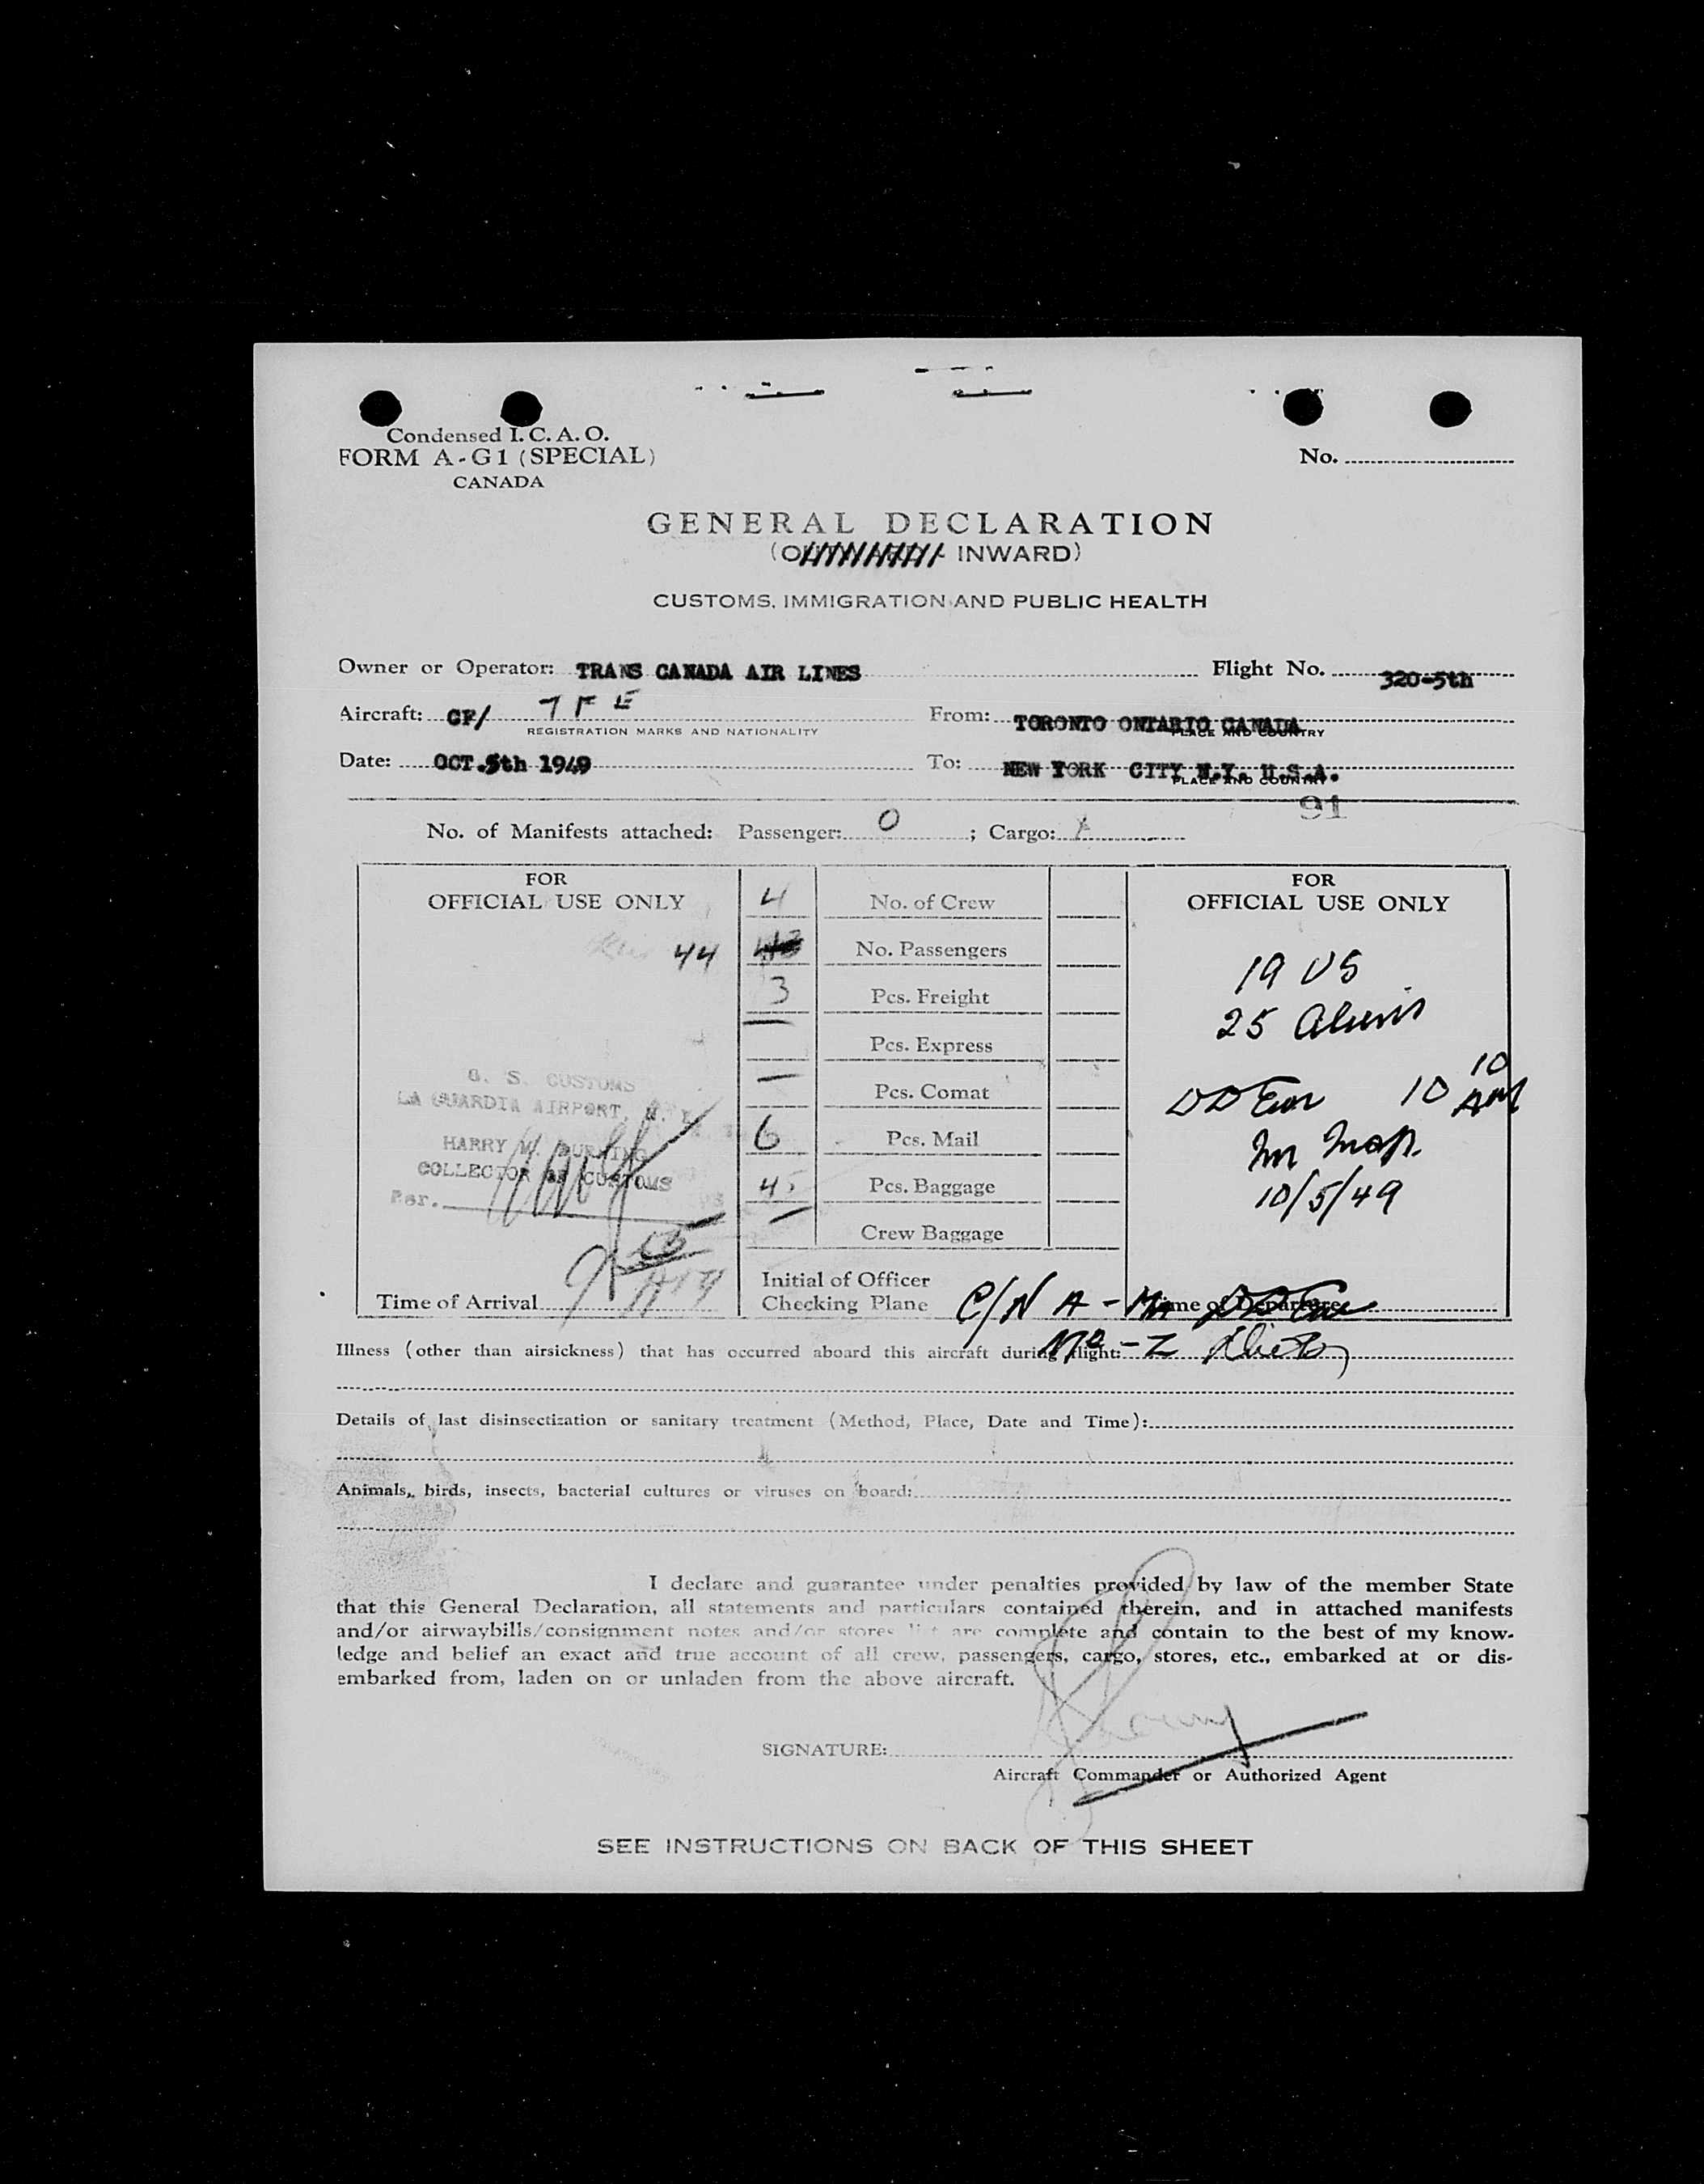 Condensed I. C. A. O.
FORM A-G1 (SPECIAL)
CANADA
No.
GENERAL DECLARATION
INWARD)
CUSTOMS, IMMIGRATION AND PUBLIC HEALTH
Owner or Operator: TRANS CANADA AIR LINES Flight No. 320-5th
Aircraft: CF/ T F E From: TORONTO ONTARIO CANADA
REGISTRATION MARKS AND NATIONALITY PLACE AND COUNTRY
Date: OCT.5th 1949 To: NEW YORK CITY N.Y. U.S.A.
PLACE AND COUNTRY
91
No. of Manifests attached: Passenger: 0 ; Cargo:
FOR
OFFICIAL USE ONLY
44
U. S. CUSTOMS
LA GUARDIA AIRPORT, N. Y.
HARRY M. DURNING
COLLECTOR OF CUSTOMS
Per.
Time of Arrival
4 No. of Crew
No. Passengers
3 Pcs. Freight
— Pcs. Express
— Pcs. Comat
6 Pcs. Mail
Pcs. Baggage
— Crew Baggage
Initial of Officer
Checking Plane C/N A -
FOR
OFFICIAL USE ONLY
19 US
25 Aliens
10 10 AM
Im Insp.
10/5/49
Time of Departure
Illness (other than airsickness) that has occurred aboard this aircraft during flight: - Z
Details of last disinsectization or sanitary treatment (Method, Place, Date and Time):
Animals, birds, insects, bacterial cultures or viruses on board:
I declare and guarantee under penalties provided by law of the member State
that this General Declaration, all statements and particulars contained therein, and in attached manifests
and/or airwaybills/consignment notes and/or stores list are complete and contain to the best of my know-
ledge and belief an exact and true account of all crew, passengers, cargo, stores, etc., embarked at or dis-
embarked from, laden on or unladen from the above aircraft.
SIGNATURE:
Aircraft Commander or Authorized Agent
SEE INSTRUCTIONS ON BACK OF THIS SHEET